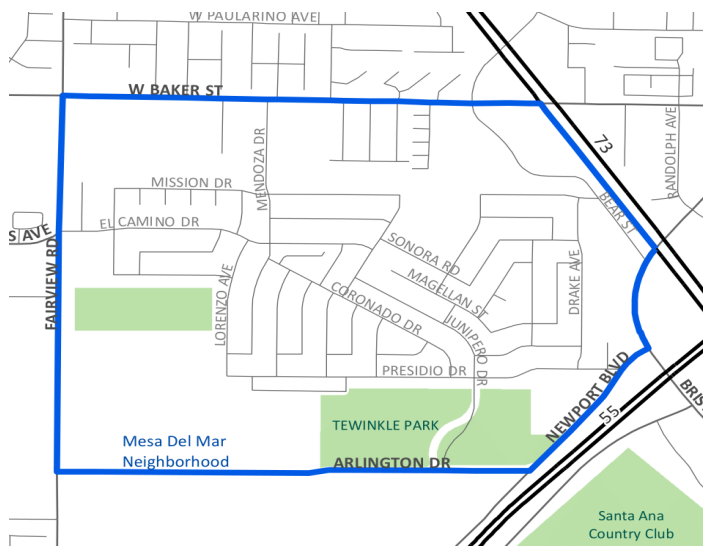 W PAULARINO AVE
W BAKER ST
73
RANDOLPH AVE
MENDOZA DR
MISSION DR
BEAR ST
EL CAMINO DR
S AVE
FAIRVIEW RD
SONORA RD
MAGELLAN ST
DRAKE AVE
LORENZO AVE
CORONADO DR
JUNIPERO DR
PRESIDIO DR
NEWPORT BLVD
BRIS
55
TEWINKLE PARK
Mesa Del Mar
Neighborhood
ARLINGTON DR
Santa Ana
Country Club